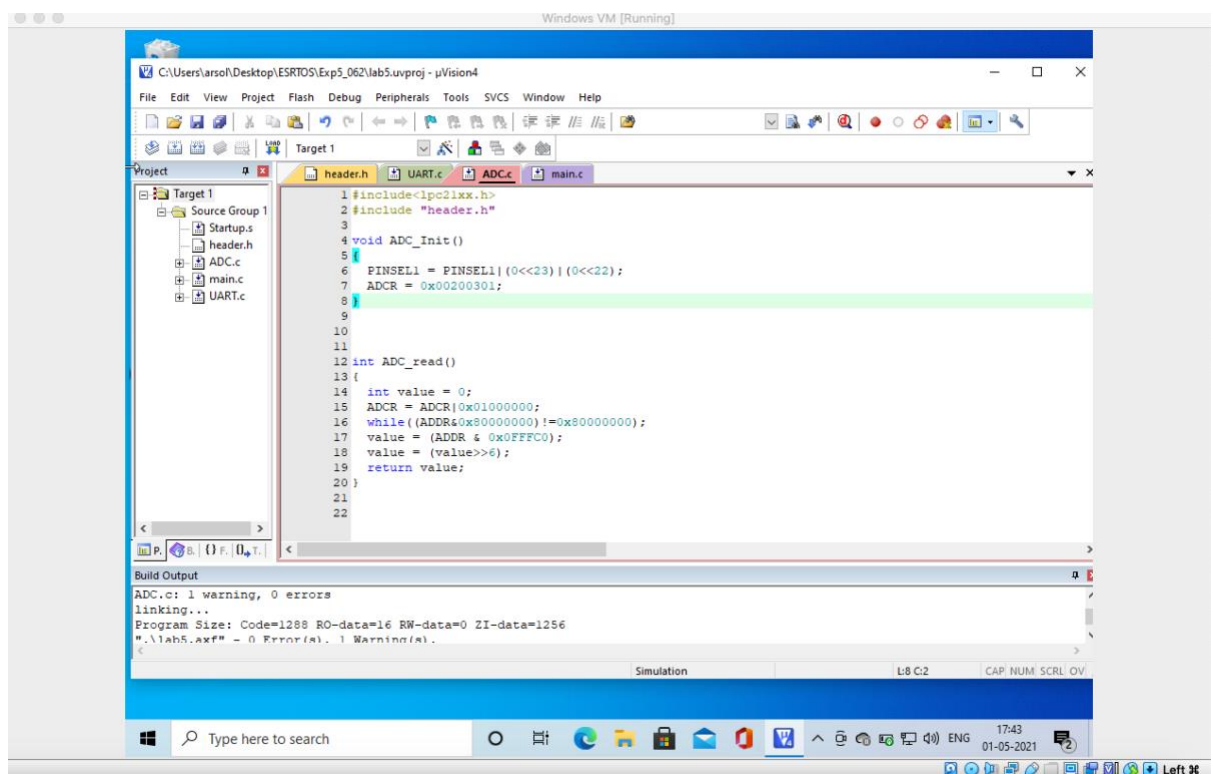 Windows VM [Running]
C:\Users\arsol\Desktop\ESRTOS\Exp5_062\lab5.uvproj - µVision4
File Edit View Project Flash Debug Peripherals Tools SVCS Window Help
Target 1
Project
header.h UART.c ADC.c main.c
Target 1
Source Group 1
Startup.s
header.h
ADC.c
main.c
UART.c
1 #include<lpc21xx.h>
2 #include "header.h"
3
4 void ADC_Init()
5 {
6 PINSEL1 = PINSEL1|(0<<23)|(0<<22);
7 ADCR = 0x00200301;
8 }
9
10
11
12 int ADC_read()
13 {
14 int value = 0;
15 ADCR = ADCR|0x01000000;
16 while((ADDR&0x80000000)!=0x80000000);
17 value = (ADDR & 0x0FFFC0);
18 value = (value>>6);
19 return value;
20 }
21
22
P. B. {} F. 0 T.
Build Output
ADC.c: 1 warning, 0 errors
linking...
Program Size: Code=1288 RO-data=16 RW-data=0 ZI-data=1256
".\lab5.axf" - 0 Error(s), 1 Warning(s).
Simulation L:8 C:2 CAP NUM SCRL OV
Type here to search ENG 17:43
01-05-2021
2
Left ⌘